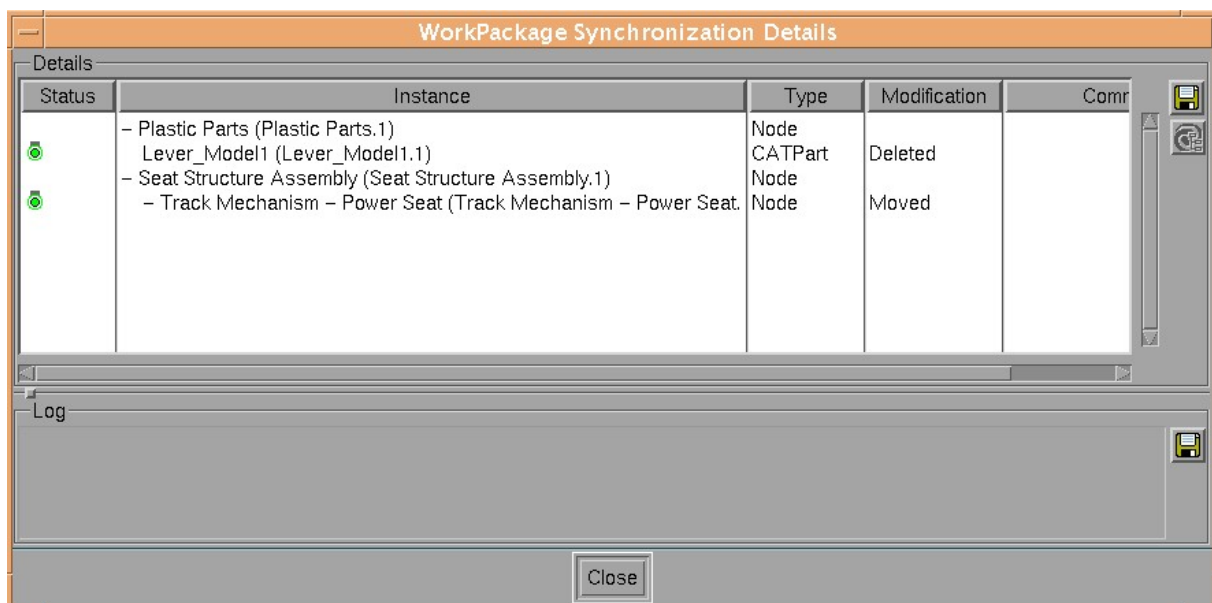 WorkPackage Synchronization Details
Details
Status Instance Type Modification Comr
– Plastic Parts (Plastic Parts.1) Node
Lever_Model1 (Lever_Model1.1) CATPart Deleted
– Seat Structure Assembly (Seat Structure Assembly.1) Node
– Track Mechanism – Power Seat (Track Mechanism – Power Seat. Node Moved
Log
Close